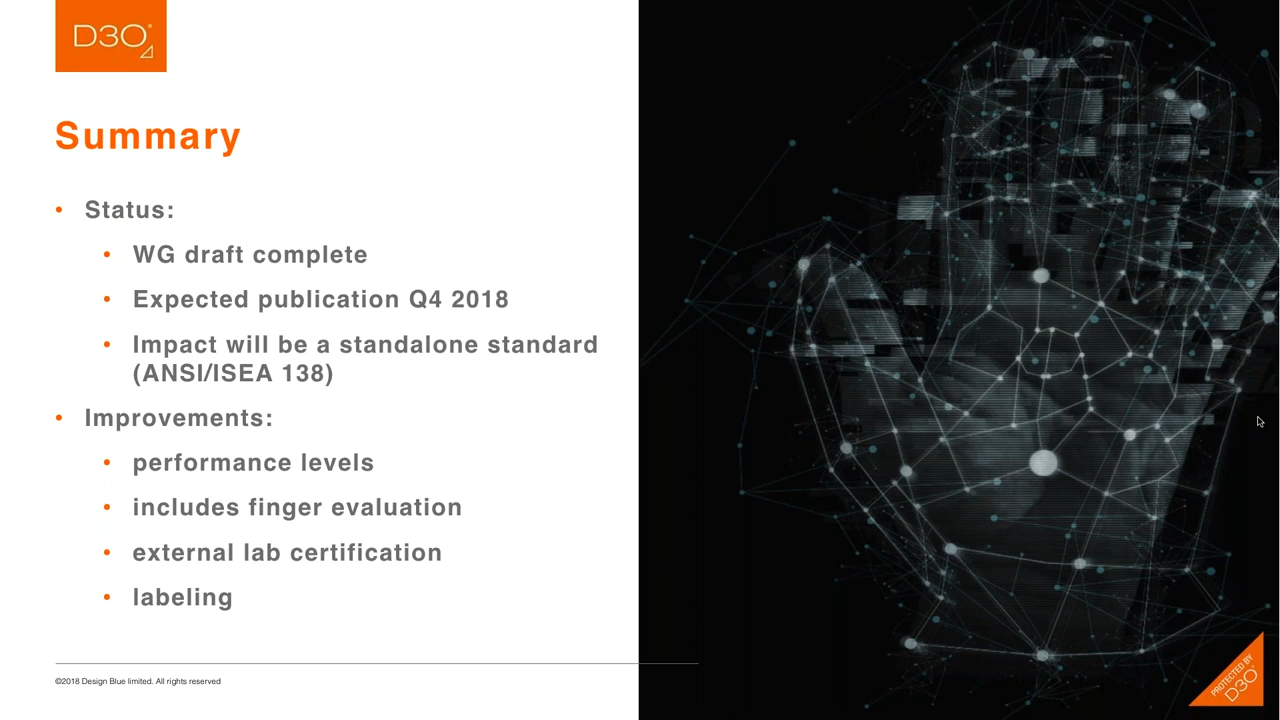 D3O
Summary
• Status:
• WG draft complete
• Expected publication Q4 2018
• Impact will be a standalone standard
(ANSI/ISEA 138)
• Improvements:
• performance levels
• includes finger evaluation
• external lab certification
• labeling
©2018 Design Blue limited. All rights reserved
PROTECTED BY
D3O